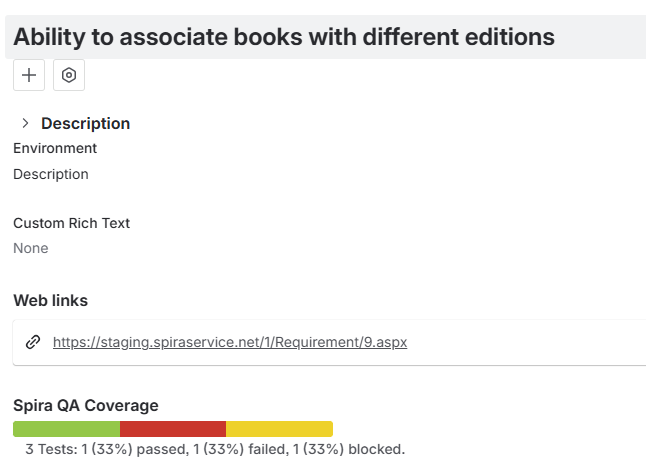 Ability to associate books with different editions
Description
Environment
Description
Custom Rich Text
None
Web links
https://staging.spiraservice.net/1/Requirement/9.aspx
Spira QA Coverage
3 Tests: 1 (33%) passed, 1 (33%) failed, 1 (33%) blocked.